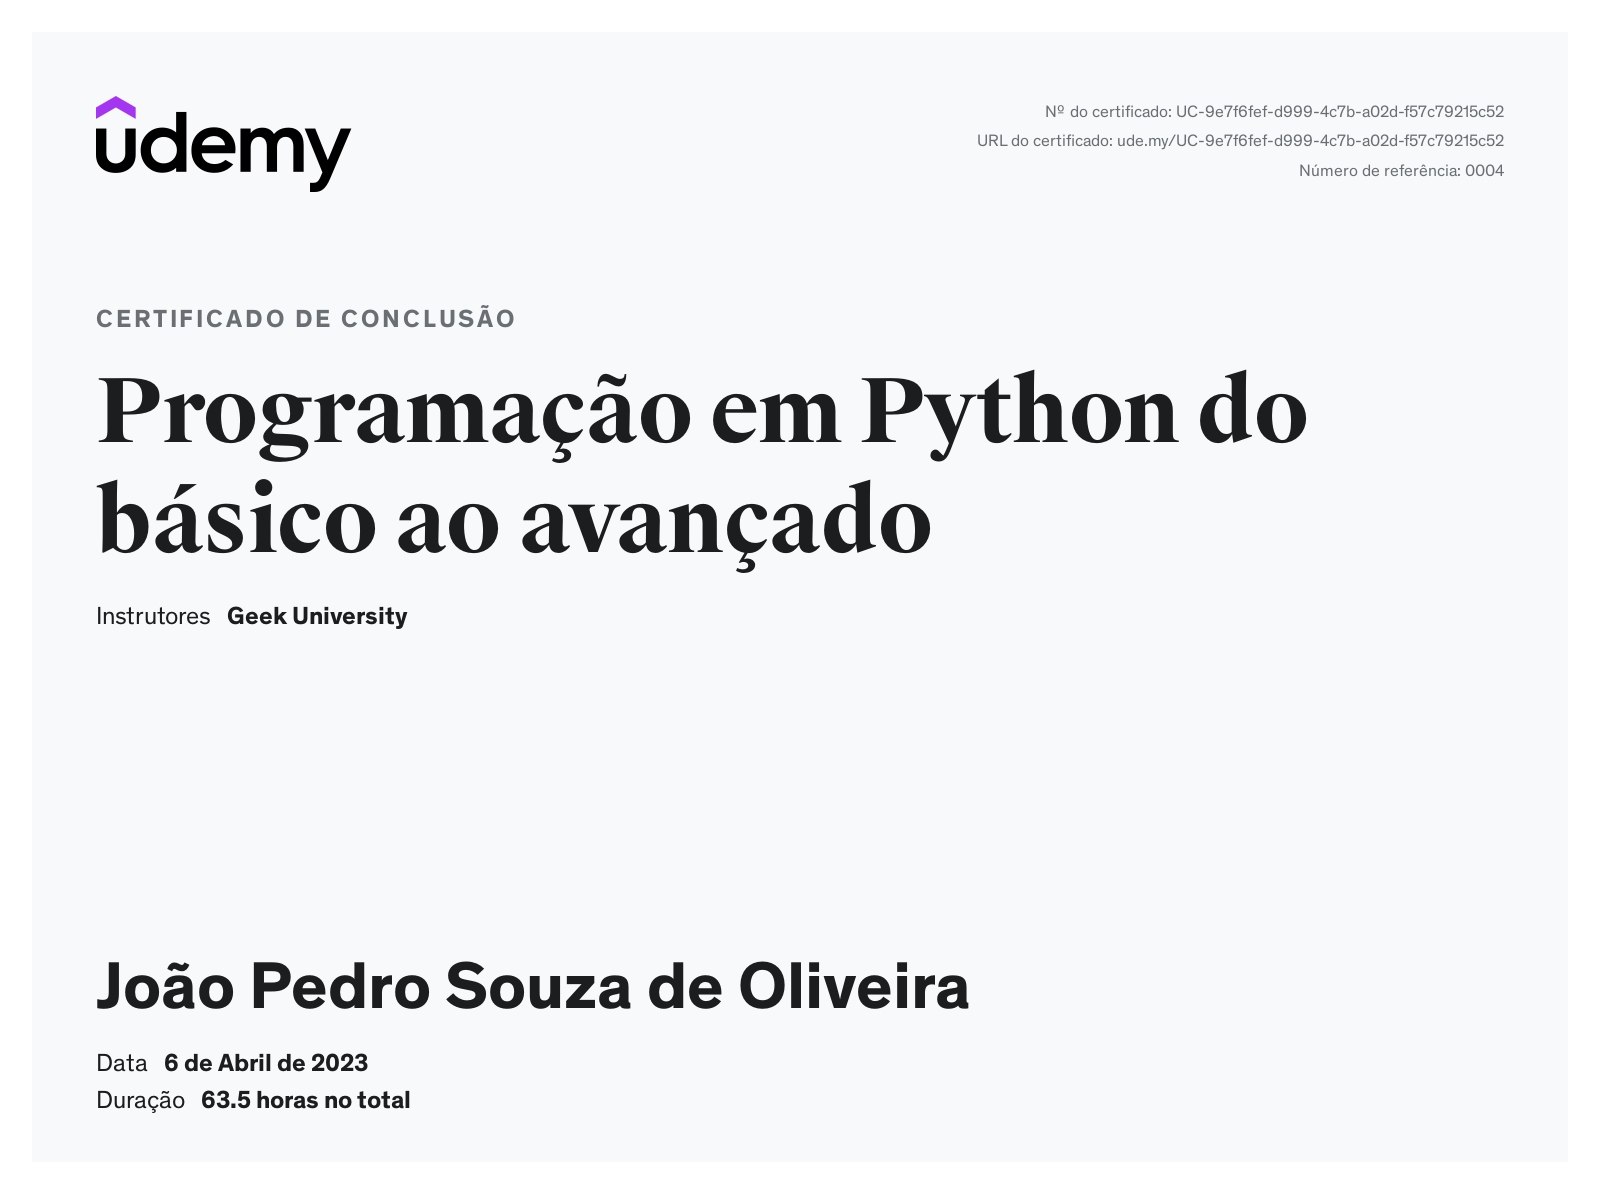 udemy
Nº do certificado: UC-9e7f6fef-d999-4c7b-a02d-f57c79215c52
URL do certificado: ude.my/UC-9e7f6fef-d999-4c7b-a02d-f57c79215c52
Número de referência: 0004
CERTIFICADO DE CONCLUSÃO
Programação em Python do
básico ao avançado
Instrutores Geek University
João Pedro Souza de Oliveira
Data 6 de Abril de 2023
Duração 63.5 horas no total